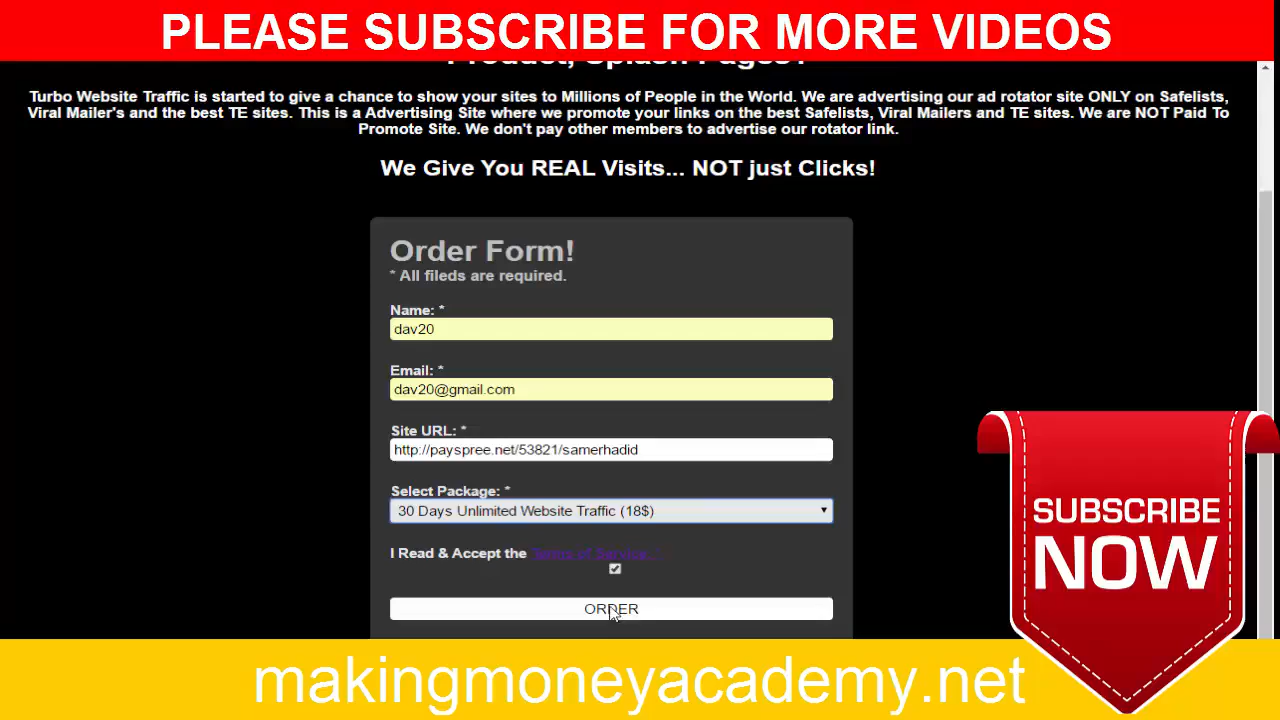 PLEASE SUBSCRIBE FOR MORE VIDEOS
Product, Splash Pages?
Turbo Website Traffic is started to give a chance to show your sites to Millions of People in the World. We are advertising our ad rotator site ONLY on Safelists,
Viral Mailer's and the best TE sites. This is a Advertising Site where we promote your links on the best Safelists, Viral Mailers and TE sites. We are NOT Paid To
Promote Site. We don't pay other members to advertise our rotator link.
We Give You REAL Visits... NOT just Clicks!
Order Form!
* All fileds are required.
Name: *
dav20
Email: *
dav20@gmail.com
Site URL: *
http://payspree.net/53821/samerhadid
Select Package: *
30 Days Unlimited Website Traffic (18$)
I Read & Accept the Terms of Service..!
ORDER
SUBSCRIBE
NOW
makingmoneyacademy.net